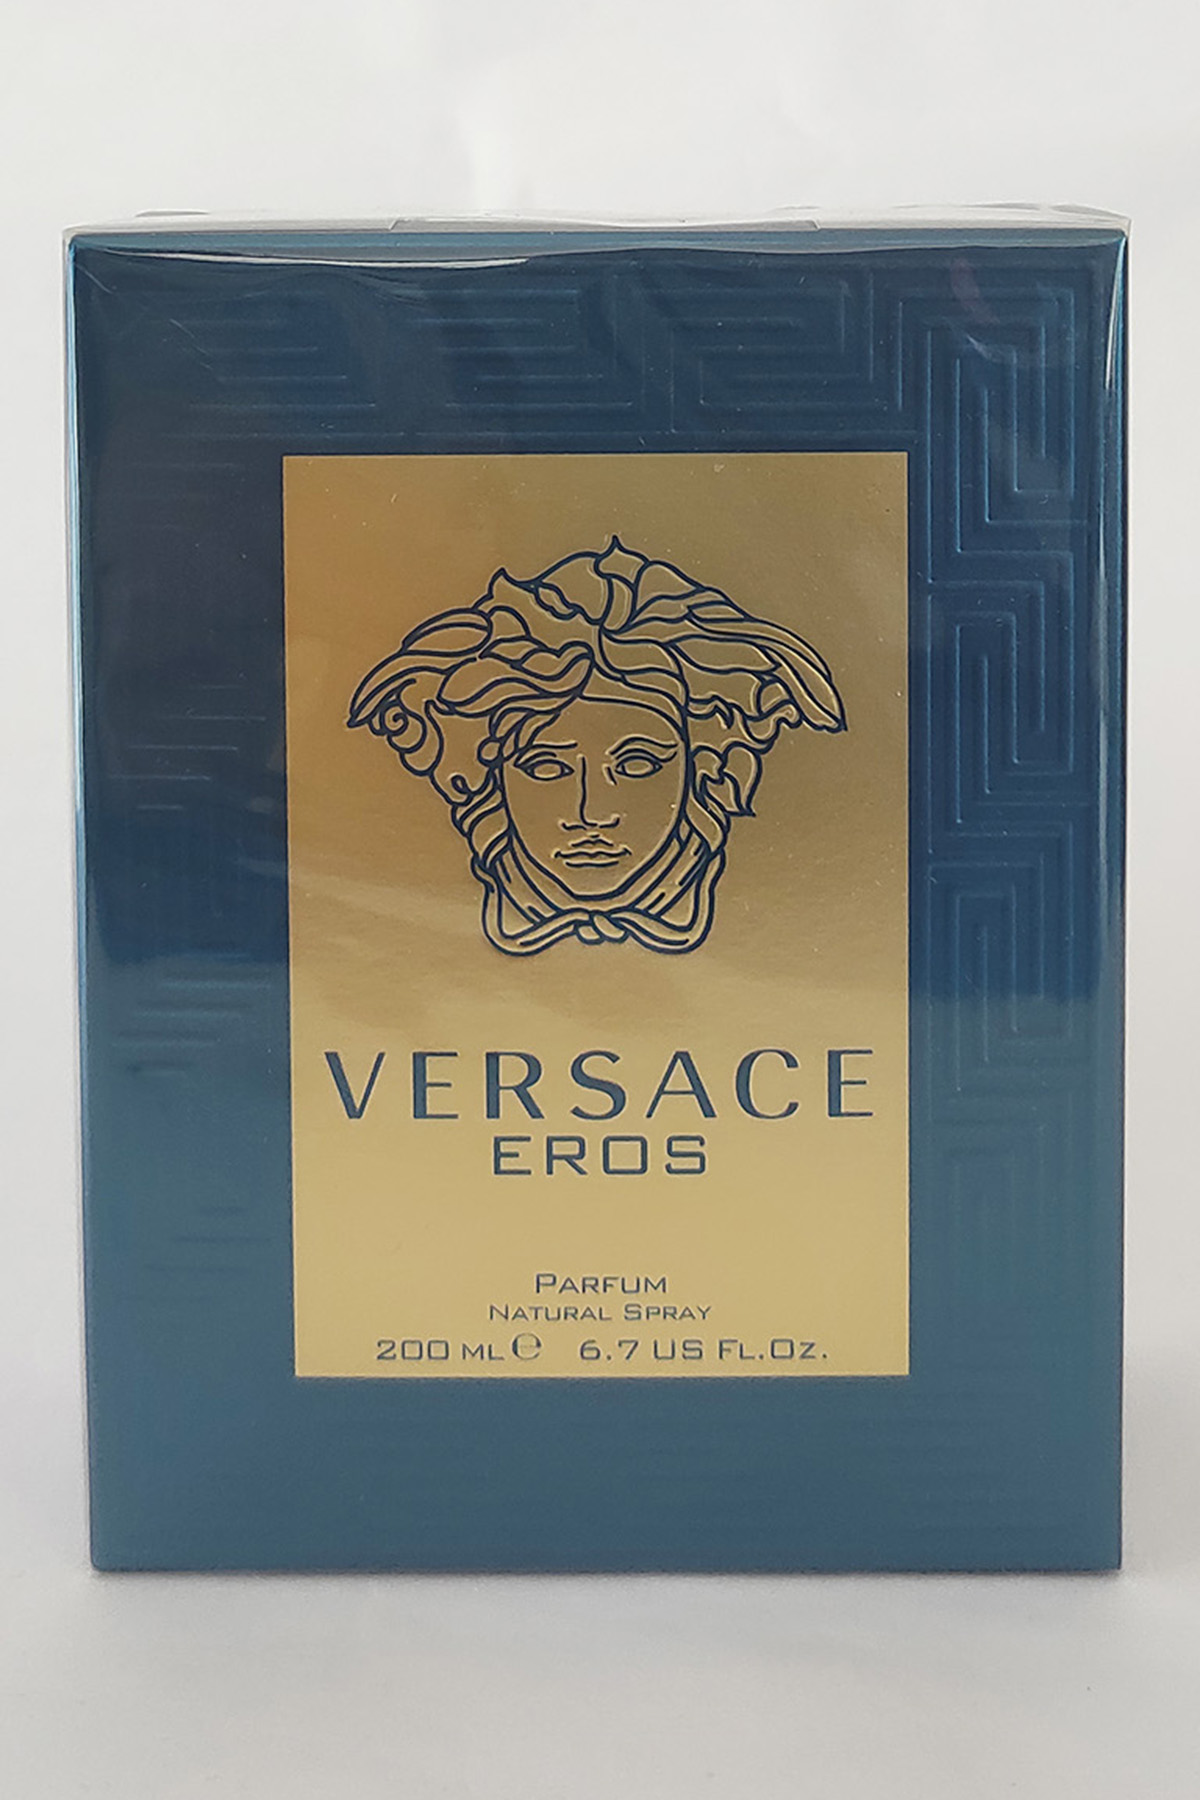 VERSACE
EROS
PARFUM
NATURAL SPRAY
200 ML ℮ 6.7 US FL.OZ.